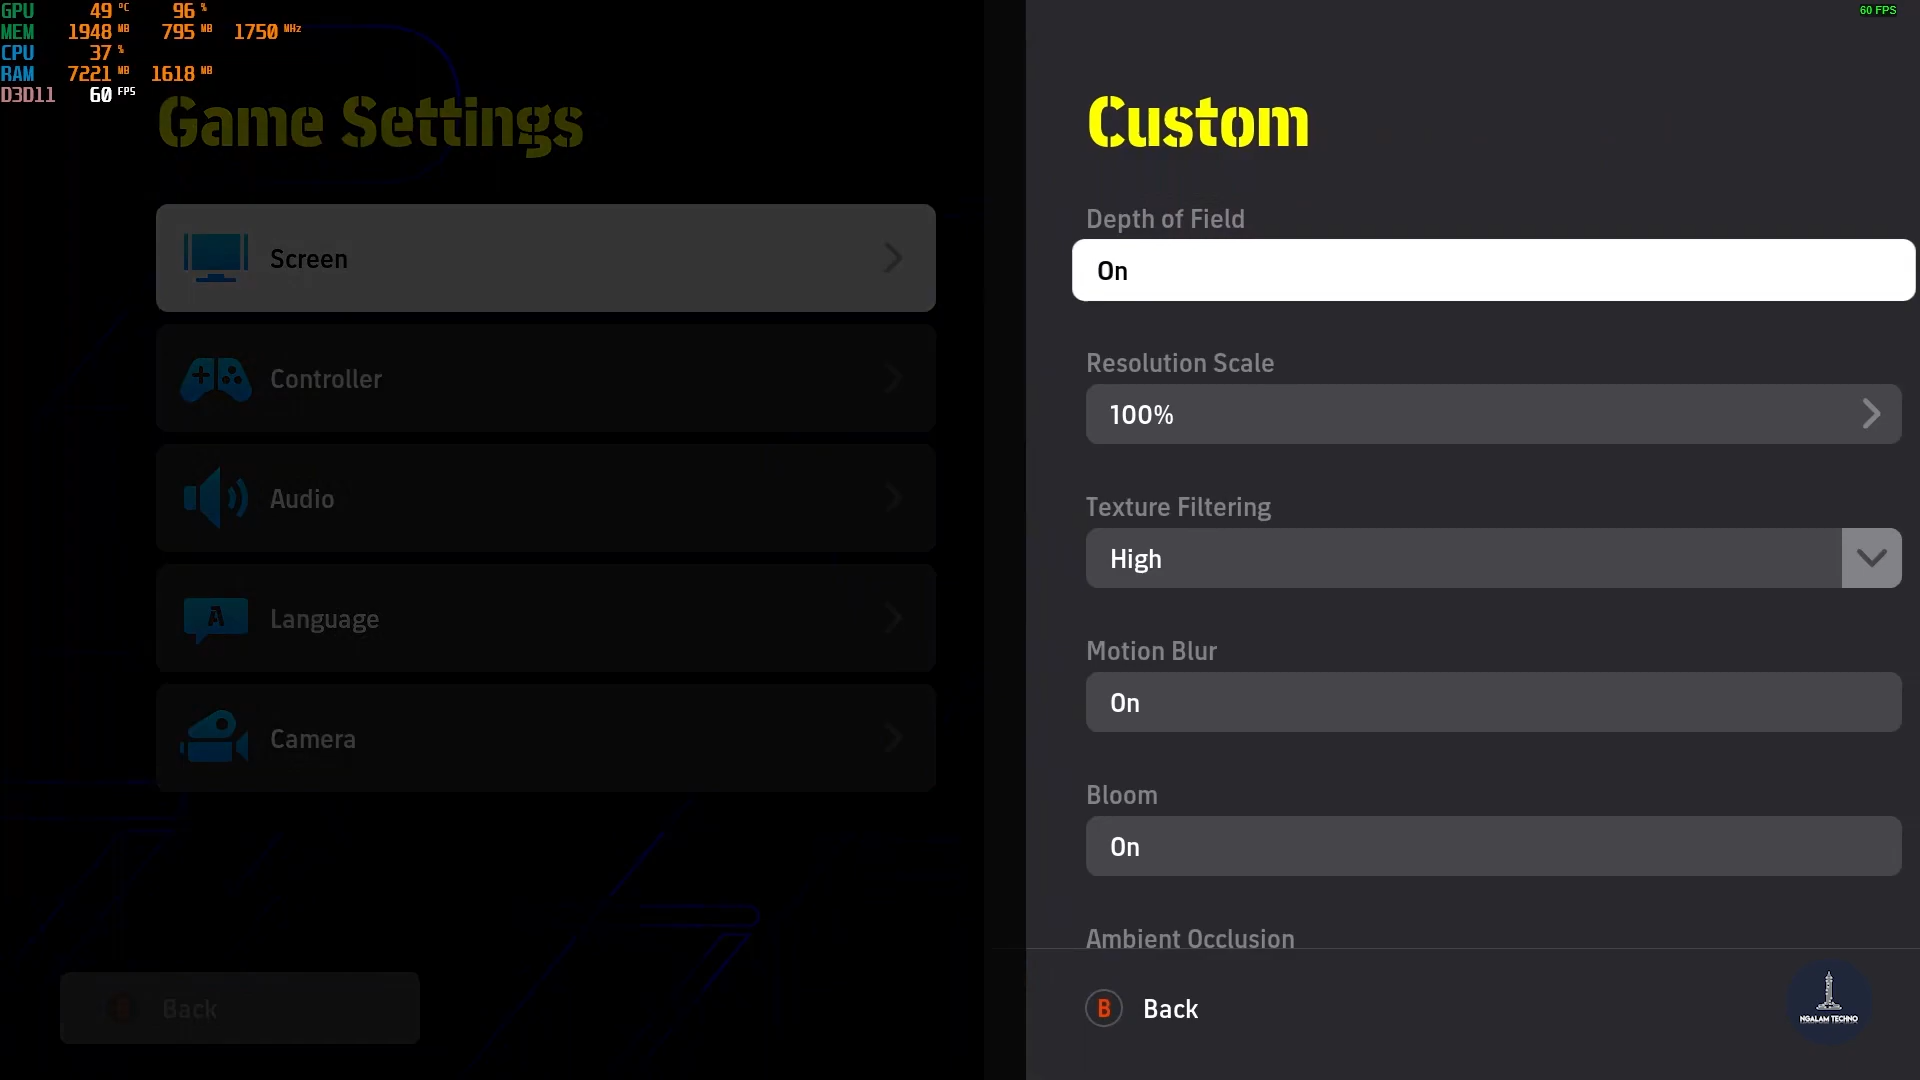 GPU 49 °C 96 %
MEM 1948 MB 795 MB 1750 MHz
CPU 37 %
RAM 7221 MB 1618 MB
D3D11 60 FPS
60 FPS
Game Settings
Screen
Controller
Audio
A
Language
Camera
B Back
Custom
Depth of Field
On
Resolution Scale
100%
Texture Filtering
High
Motion Blur
On
Bloom
On
Ambient Occlusion
B Back
NGALAM TECHNO